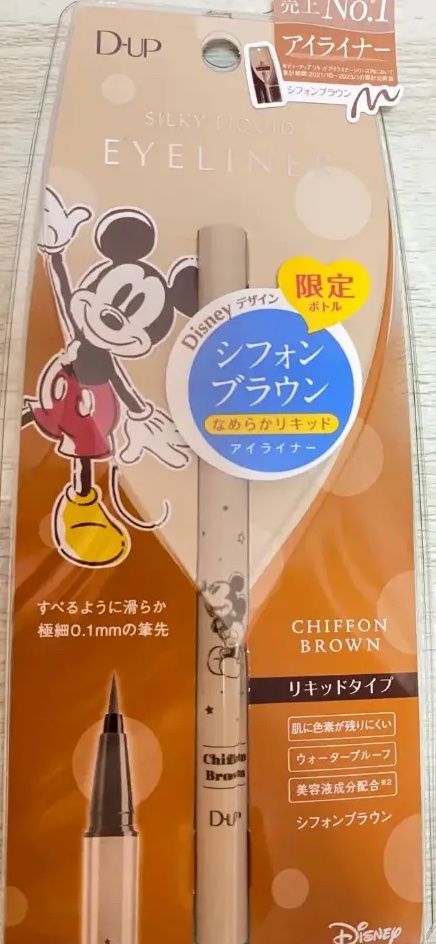 D-UP
売上No.1
アイライナー
シフォンブラウン
SILKY LIQUID
EYELINER
限定
ボトル
Disney デザイン
シフォン
ブラウン
なめらかリキッド
アイライナー
すべるように滑らか
極細0.1mmの筆先
CHIFFON
BROWN
リキッドタイプ
肌に色素が残りにくい
ウォータープルーフ
美容液成分配合※2
シフォンブラウン
Chiffon
Brown
D-UP
Disney